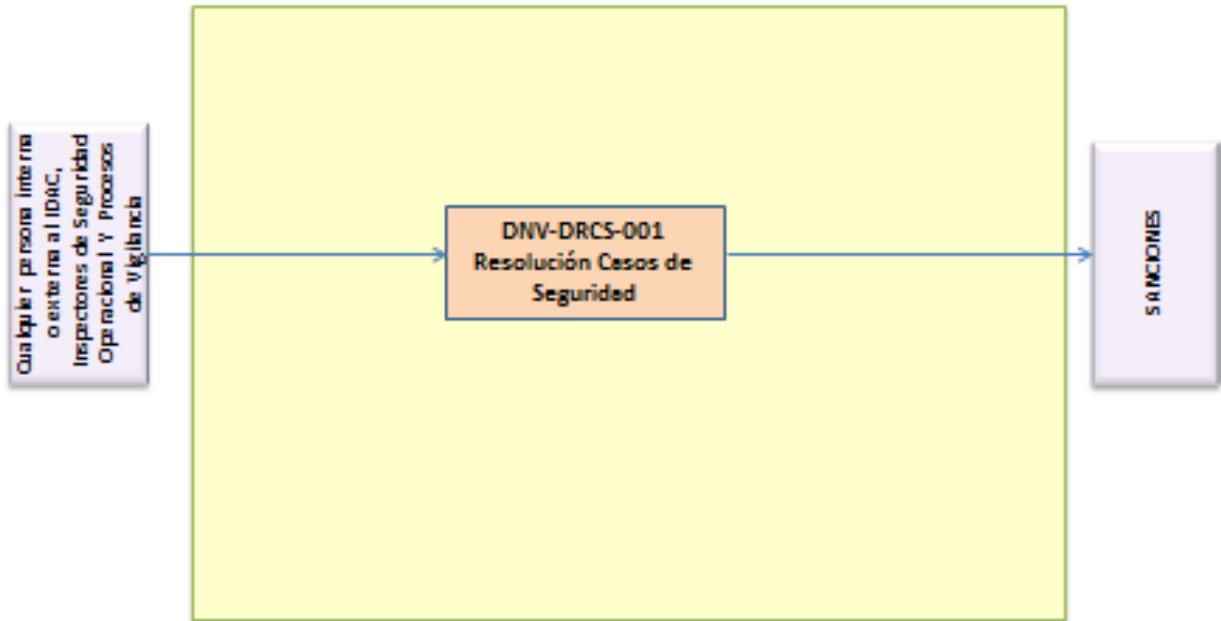 Cualquier persona interna
o externa al IDAC,
Inspectores de Seguridad
Operacional Y Procesos
de Vigilancia
DNV-DRCS-001
Resolución Casos de
Seguridad
SANCIONES